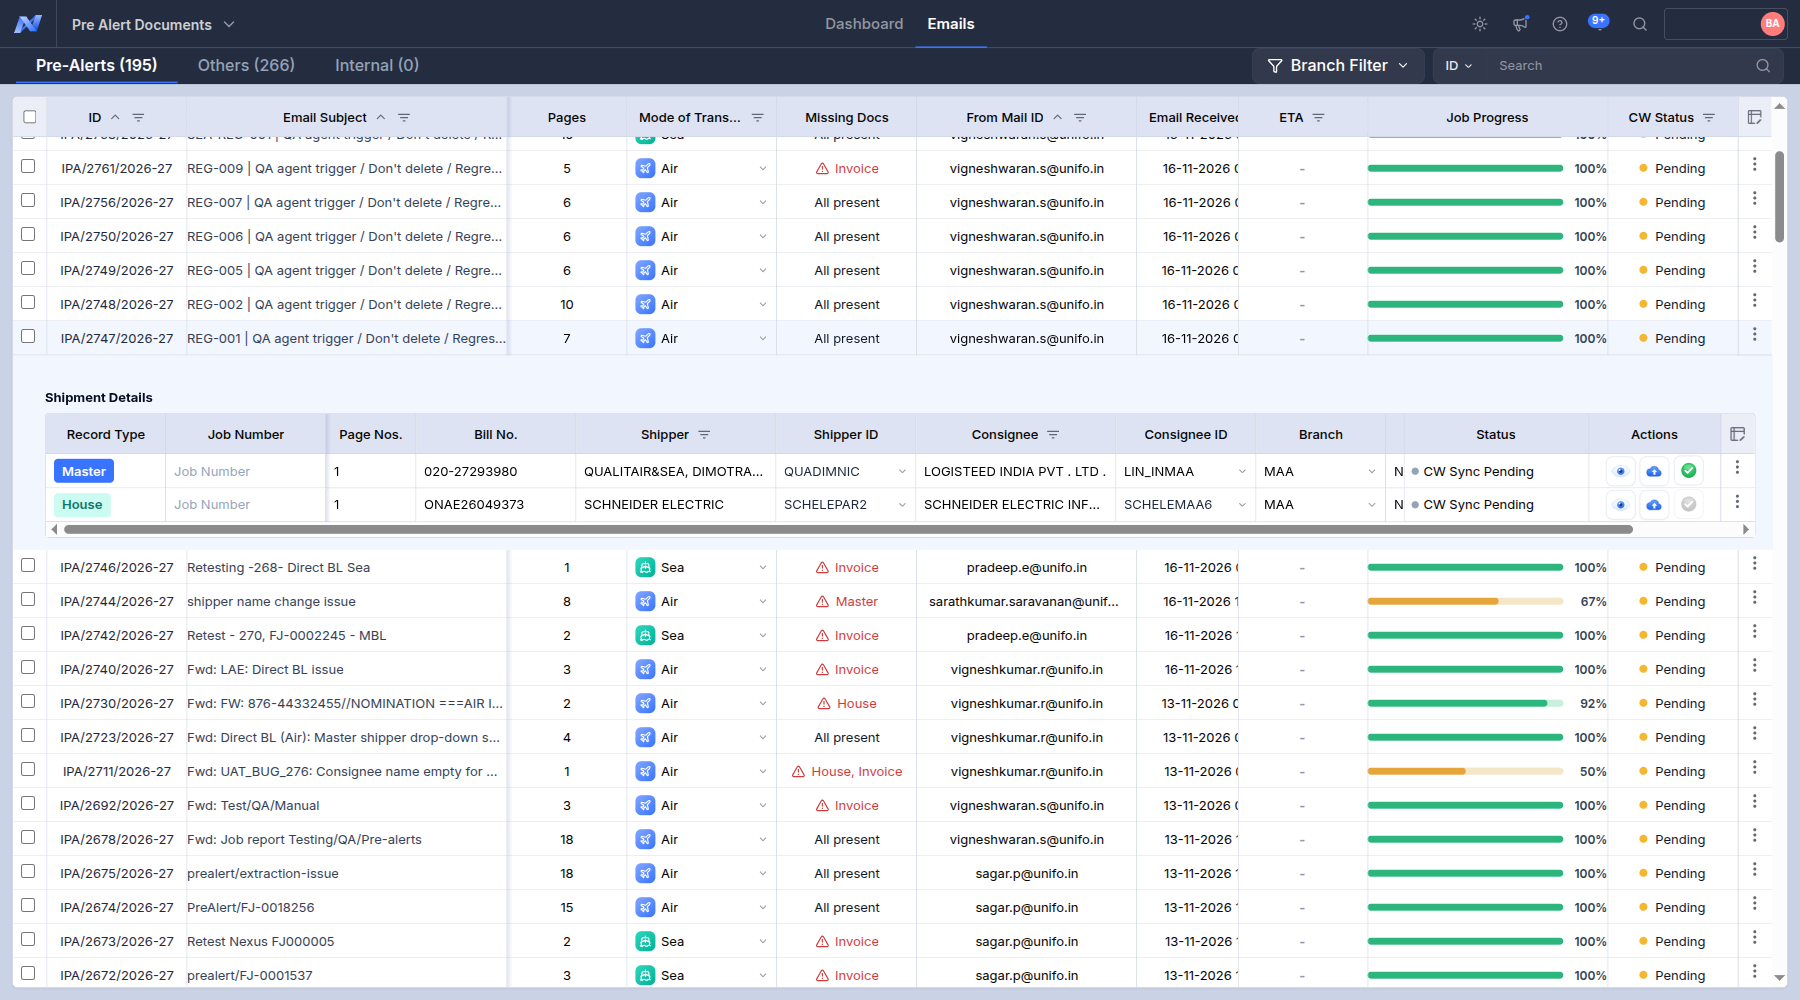 Pre Alert Documents
Dashboard Emails
9+
BA
Pre-Alerts (195) Others (266) Internal (0)
Branch Filter
ID Search
ID Email Subject Pages Mode of Trans... Missing Docs From Mail ID Email Received ETA Job Progress CW Status
IPA/2761/2026-27 REG-009 | QA agent trigger / Don't delete / Regre... 5 Air Invoice vigneshwaran.s@unifo.in 16-11-2026 - 100% Pending
IPA/2756/2026-27 REG-007 | QA agent trigger / Don't delete / Regre... 6 Air All present vigneshwaran.s@unifo.in 16-11-2026 - 100% Pending
IPA/2750/2026-27 REG-006 | QA agent trigger / Don't delete / Regre... 6 Air All present vigneshwaran.s@unifo.in 16-11-2026 - 100% Pending
IPA/2749/2026-27 REG-005 | QA agent trigger / Don't delete / Regre... 6 Air All present vigneshwaran.s@unifo.in 16-11-2026 - 100% Pending
IPA/2748/2026-27 REG-002 | QA agent trigger / Don't delete / Regre... 10 Air All present vigneshwaran.s@unifo.in 16-11-2026 - 100% Pending
IPA/2747/2026-27 REG-001 | QA agent trigger / Don't delete / Regres... 7 Air All present vigneshwaran.s@unifo.in 16-11-2026 - 100% Pending
Shipment Details
Record Type Job Number Page Nos. Bill No. Shipper Shipper ID Consignee Consignee ID Branch Status Actions
Master Job Number 1 020-27293980 QUALITAIR&SEA, DIMOTRA... QUADIMNIC LOGISTEED INDIA PVT . LTD . LIN_INMAA MAA N CW Sync Pending
House Job Number 1 ONAE26049373 SCHNEIDER ELECTRIC SCHELEPAR2 SCHNEIDER ELECTRIC INF... SCHELEMAA6 MAA N CW Sync Pending
IPA/2746/2026-27 Retesting -268- Direct BL Sea 1 Sea Invoice pradeep.e@unifo.in 16-11-2026 - 100% Pending
IPA/2744/2026-27 shipper name change issue 8 Air Master sarathkumar.saravanan@unif... 16-11-2026 - 67% Pending
IPA/2742/2026-27 Retest - 270, FJ-0002245 - MBL 2 Sea Invoice pradeep.e@unifo.in 16-11-2026 - 100% Pending
IPA/2740/2026-27 Fwd: LAE: Direct BL issue 3 Air Invoice vigneshkumar.r@unifo.in 16-11-2026 - 100% Pending
IPA/2730/2026-27 Fwd: FW: 876-44332455//NOMINATION ===AIR I... 2 Air House vigneshkumar.r@unifo.in 13-11-2026 - 92% Pending
IPA/2723/2026-27 Fwd: Direct BL (Air): Master shipper drop-down s... 4 Air All present vigneshkumar.r@unifo.in 13-11-2026 - 100% Pending
IPA/2711/2026-27 Fwd: UAT_BUG_276: Consignee name empty for ... 1 Air House, Invoice vigneshkumar.r@unifo.in 13-11-2026 - 50% Pending
IPA/2692/2026-27 Fwd: Test/QA/Manual 3 Air Invoice vigneshwaran.s@unifo.in 13-11-2026 - 100% Pending
IPA/2678/2026-27 Fwd: Job report Testing/QA/Pre-alerts 18 Air All present vigneshwaran.s@unifo.in 13-11-2026 - 100% Pending
IPA/2675/2026-27 prealert/extraction-issue 18 Air All present sagar.p@unifo.in 13-11-2026 - 100% Pending
IPA/2674/2026-27 PreAlert/FJ-0018256 15 Air All present sagar.p@unifo.in 13-11-2026 - 100% Pending
IPA/2673/2026-27 Retest Nexus FJ000005 2 Sea Invoice sagar.p@unifo.in 13-11-2026 - 100% Pending
IPA/2672/2026-27 prealert/FJ-0001537 3 Sea Invoice sagar.p@unifo.in 13-11-2026 - 100% Pending